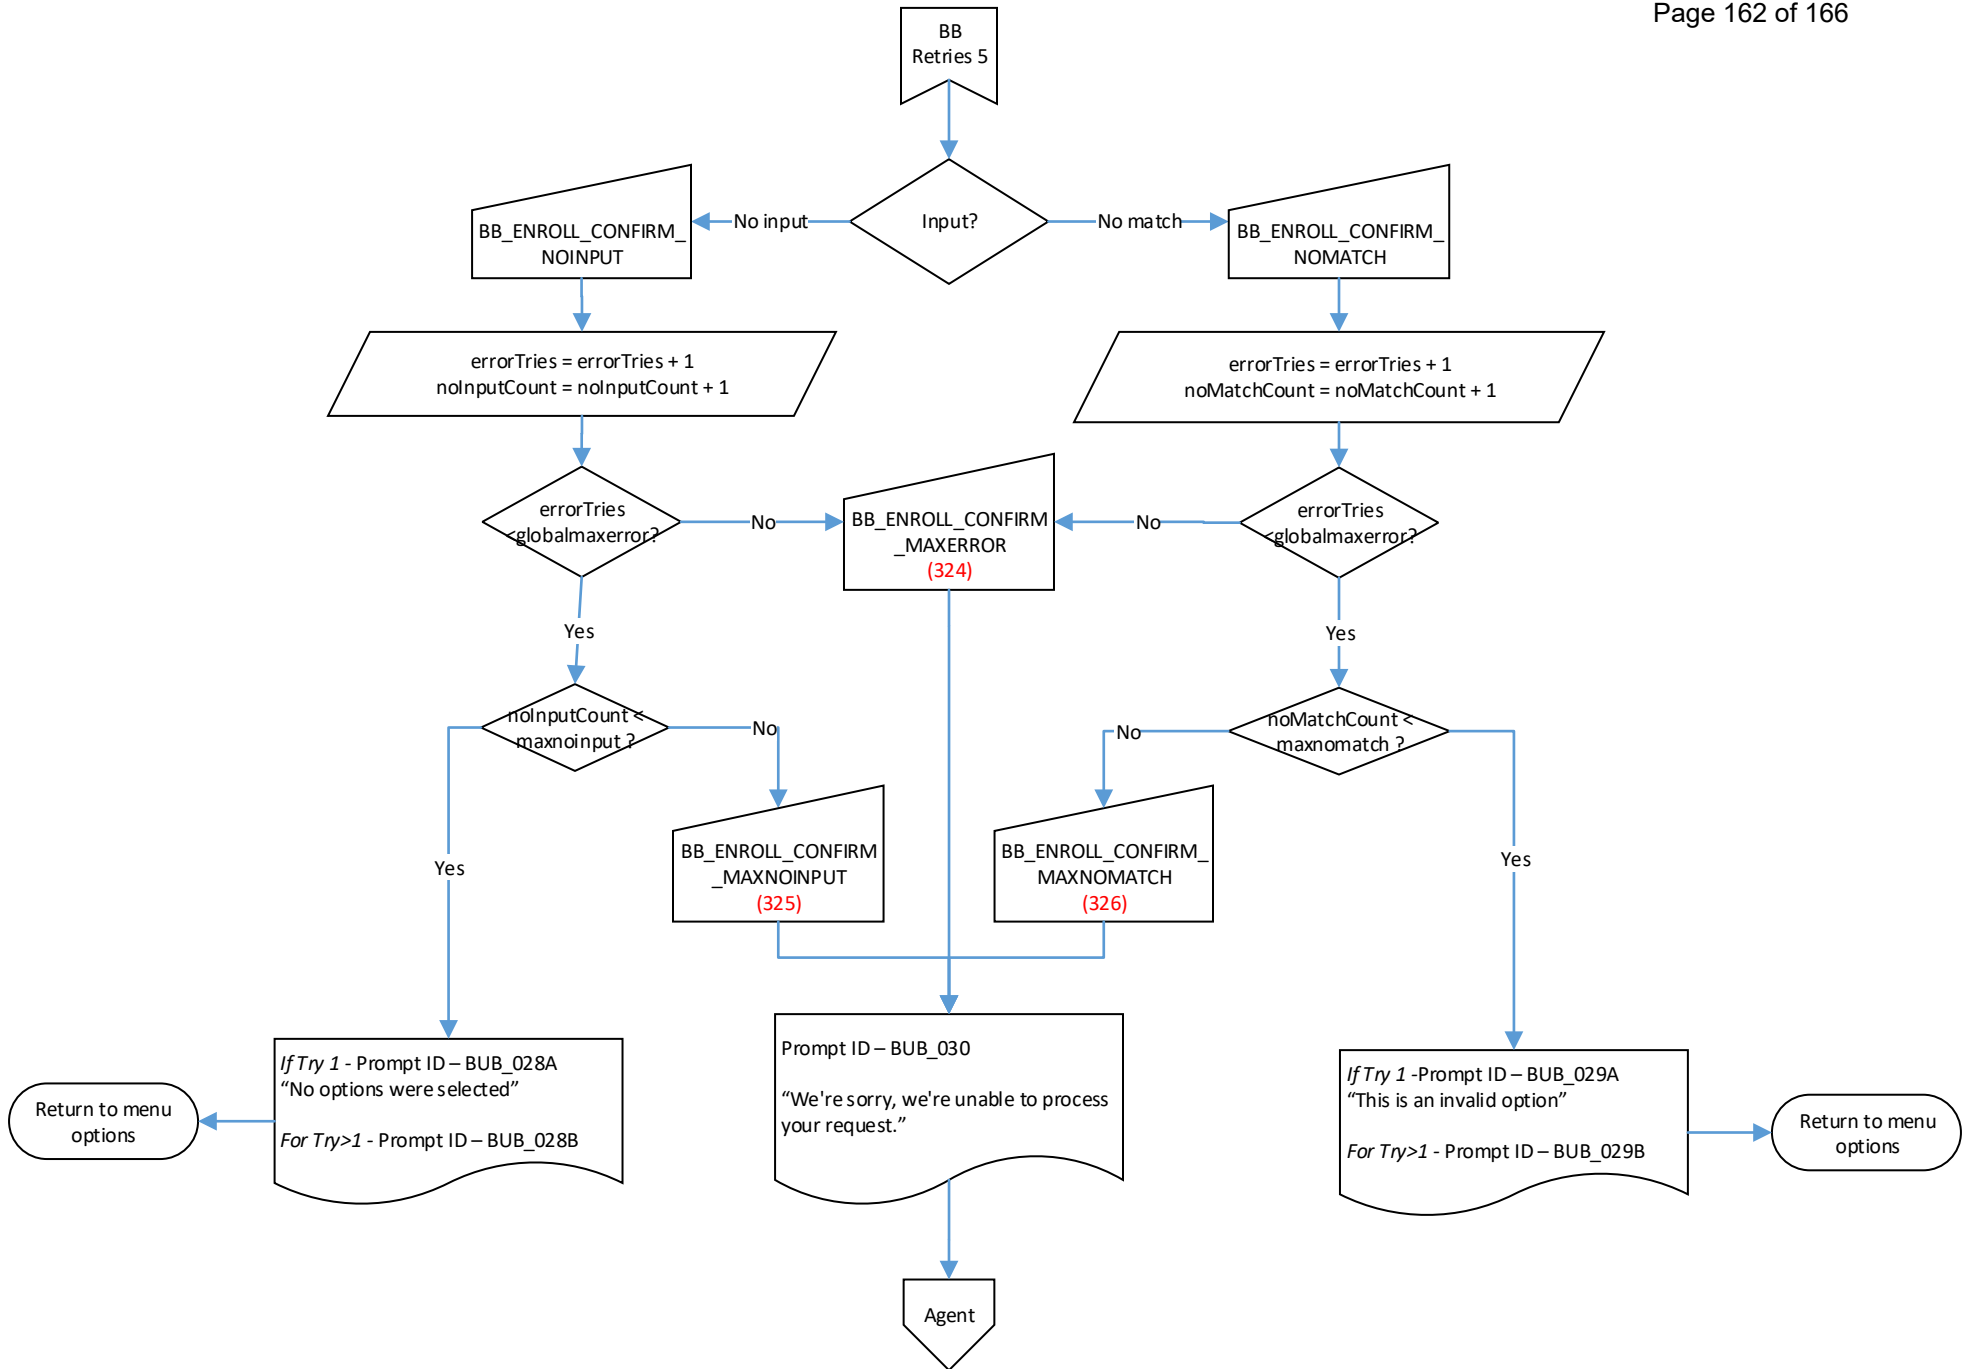 Page 162 of 166
BB
Retries 5
Input?
No input
No match
BB_ENROLL_CONFIRM_
NOINPUT
BB_ENROLL_CONFIRM_
NOMATCH
errorTries = errorTries + 1
noInputCount = noInputCount + 1
errorTries = errorTries + 1
noMatchCount = noMatchCount + 1
errorTries
<globalmaxerror?
No
BB_ENROLL_CONFIRM
_MAXERROR
(324)
No
errorTries
<globalmaxerror?
Yes
Yes
noInputCount <
maxnoinput ?
No
No
noMatchCount <
maxnomatch ?
Yes
BB_ENROLL_CONFIRM
_MAXNOINPUT
(325)
BB_ENROLL_CONFIRM_
MAXNOMATCH
(326)
Yes
If Try 1 - Prompt ID – BUB_028A
“No options were selected”
For Try>1 - Prompt ID – BUB_028B
Return to menu
options
Prompt ID – BUB_030
“We're sorry, we're unable to process
your request.”
If Try 1 -Prompt ID – BUB_029A
“This is an invalid option”
For Try>1 - Prompt ID – BUB_029B
Return to menu
options
Agent